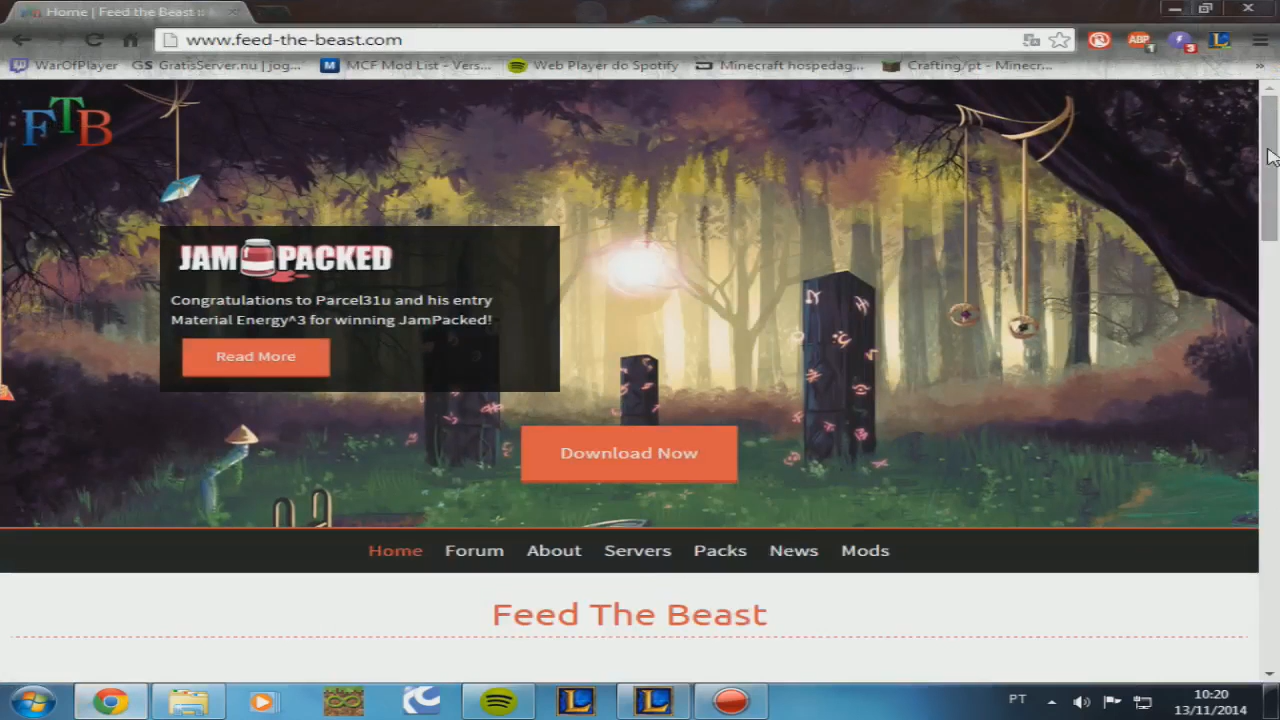 Home | Feed the Beast ::
www.feed-the-beast.com
ABP
1
3
L
WarOfPlayer
GS GratisServer.nu | jog...
M MCF Mod List - Vers...
Web Player do Spotify
Minecraft hospedag...
Crafting/pt - Minecr...
»
FTB
JAM PACKED
Congratulations to Parcel31u and his entry
Material Energy^3 for winning JamPacked!
Read More
Download Now
Home Forum About Servers Packs News Mods
Feed The Beast
L
L
PT
10:20
13/11/2014